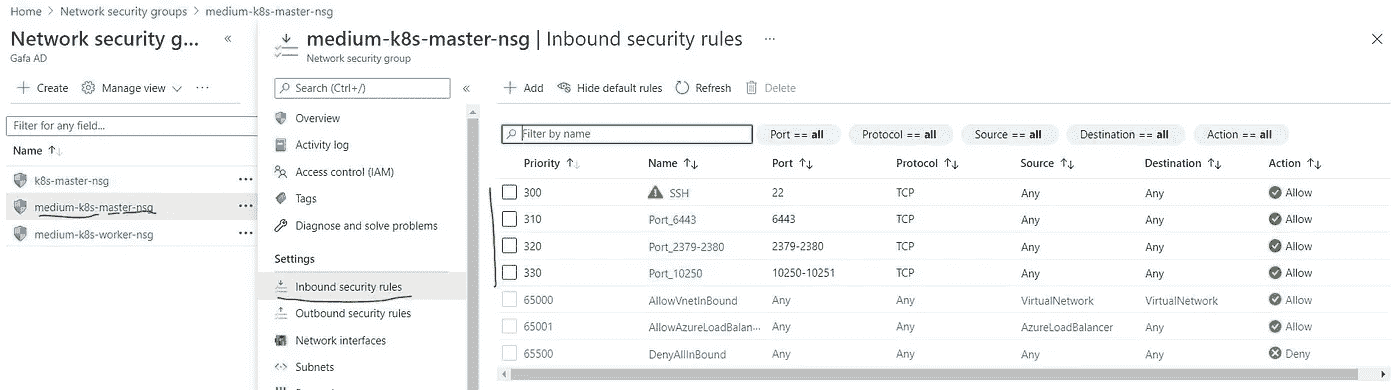 Home > Network security groups > medium-k8s-master-nsg
Network security g... «
Gafa AD
Create Manage view ...
Filter for any field...
Name ↑↓
k8s-master-nsg ...
medium-k8s-master-nsg ...
medium-k8s-worker-nsg ...
medium-k8s-master-nsg | Inbound security rules ...
Network security group
Search (Ctrl+/) «
Overview
Activity log
Access control (IAM)
Tags
Diagnose and solve problems
Settings
Inbound security rules
Outbound security rules
Network interfaces
Subnets
Add Hide default rules Refresh Delete
Filter by name Port == all Protocol == all Source == all Destination == all Action == all
Priority ↑↓ Name ↑↓ Port ↑↓ Protocol ↑↓ Source ↑↓ Destination ↑↓ Action ↑↓
300 SSH 22 TCP Any Any Allow
310 Port_6443 6443 TCP Any Any Allow
320 Port_2379-2380 2379-2380 TCP Any Any Allow
330 Port_10250 10250-10251 TCP Any Any Allow
65000 AllowVnetInBound Any Any VirtualNetwork VirtualNetwork Allow
65001 AllowAzureLoadBalan... Any Any AzureLoadBalancer Any Allow
65500 DenyAllInBound Any Any Any Any Deny